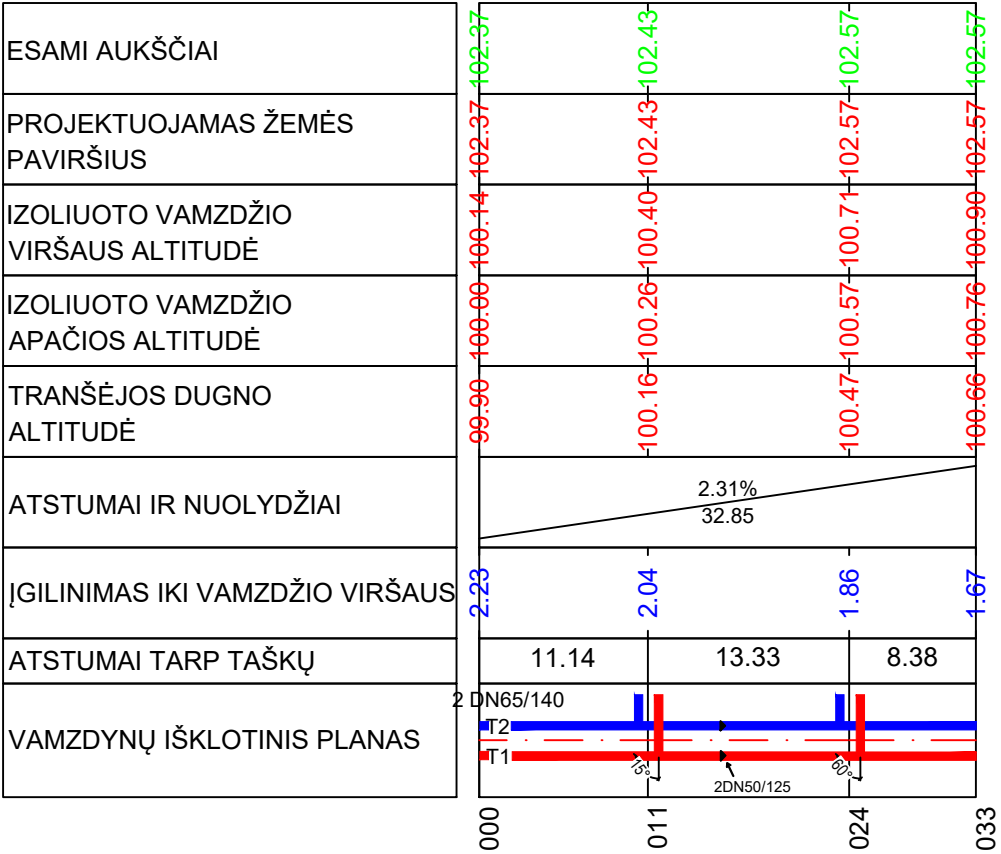 ESAMI AUKŠČIAI
102.37 102.43 102.57 102.57
PROJEKTUOJAMAS ŽEMĖS
PAVIRŠIUS
102.37 102.43 102.57 102.57
IZOLIUOTO VAMZDŽIO
VIRŠAUS ALTITUDĖ
100.14 100.40 100.71 100.90
IZOLIUOTO VAMZDŽIO
APAČIOS ALTITUDĖ
100.00 100.26 100.57 100.76
TRANŠĖJOS DUGNO
ALTITUDĖ
99.90 100.16 100.47 100.66
ATSTUMAI IR NUOLYDŽIAI
2.31%
32.85
ĮGILINIMAS IKI VAMZDŽIO VIRŠAUS
2.23 2.04 1.86 1.67
ATSTUMAI TARP TAŠKŲ
11.14 13.33 8.38
VAMZDYNŲ IŠKLOTINIS PLANAS
2 DN65/140
T2
T1
15° 60°
2DN50/125
000 011 024 033